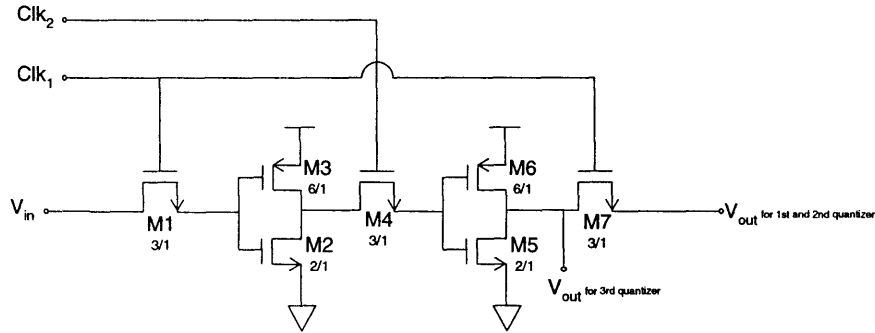 Clk2
Clk1
M3
6/1
M6
6/1
Vin
M1
3/1
M4
3/1
M7
3/1
Vout for 1st and 2nd quantizer
M2
2/1
M5
2/1
Vout for 3rd quantizer